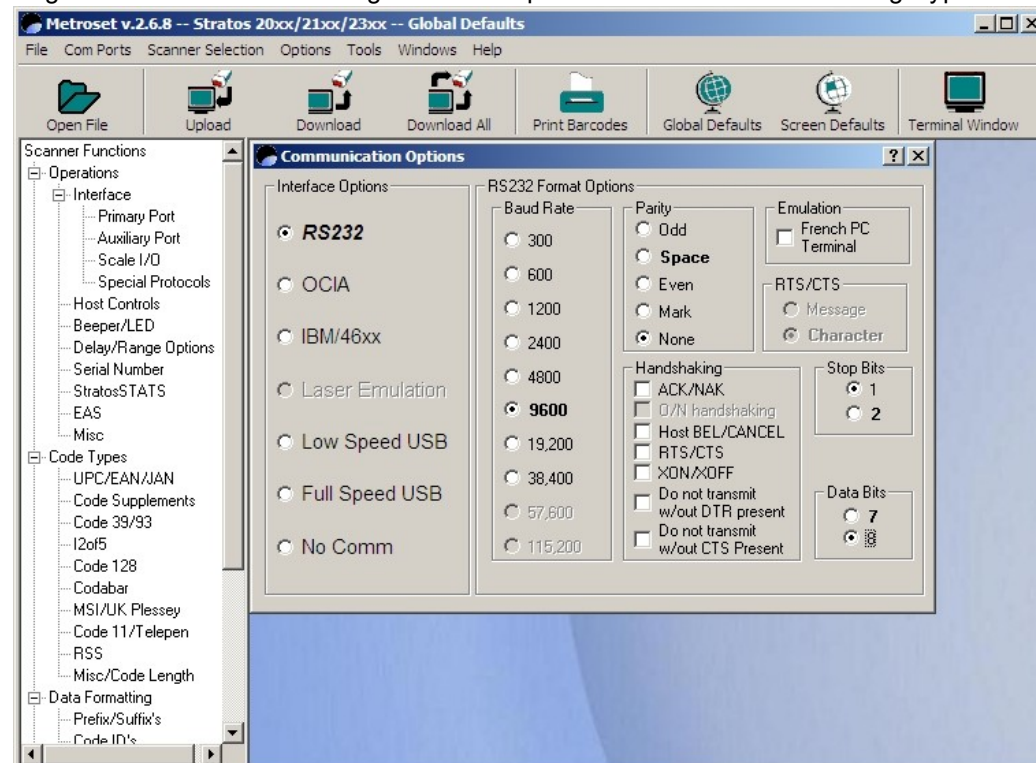 Metroset v.2.6.8 -- Stratos 20xx/21xx/23xx -- Global Defaults
File Com Ports Scanner Selection Options Tools Windows Help
Open File Upload Download Download All Print Barcodes Global Defaults Screen Defaults Terminal Window
Scanner Functions
Operations
Interface
Primary Port
Auxiliary Port
Scale I/O
Special Protocols
Host Controls
Beeper/LED
Delay/Range Options
Serial Number
StratosSTATS
EAS
Misc
Code Types
UPC/EAN/JAN
Code Supplements
Code 39/93
I2of5
Code 128
Codabar
MSI/UK Plessey
Code 11/Telepen
RSS
Misc/Code Length
Data Formatting
Prefix/Suffix's
Code ID's
Communication Options
Interface Options
RS232
OCIA
IBM/46xx
Laser Emulation
Low Speed USB
Full Speed USB
No Comm
RS232 Format Options
Baud Rate
300
600
1200
2400
4800
9600
19,200
38,400
57,600
115,200
Parity
Odd
Space
Even
Mark
None
Handshaking
ACK/NAK
O/N handshaking
Host BEL/CANCEL
RTS/CTS
XON/XOFF
Do not transmit
w/out DTR present
Do not transmit
w/out CTS Present
Emulation
French PC
Terminal
RTS/CTS
Message
Character
Stop Bits
1
2
Data Bits
7
8